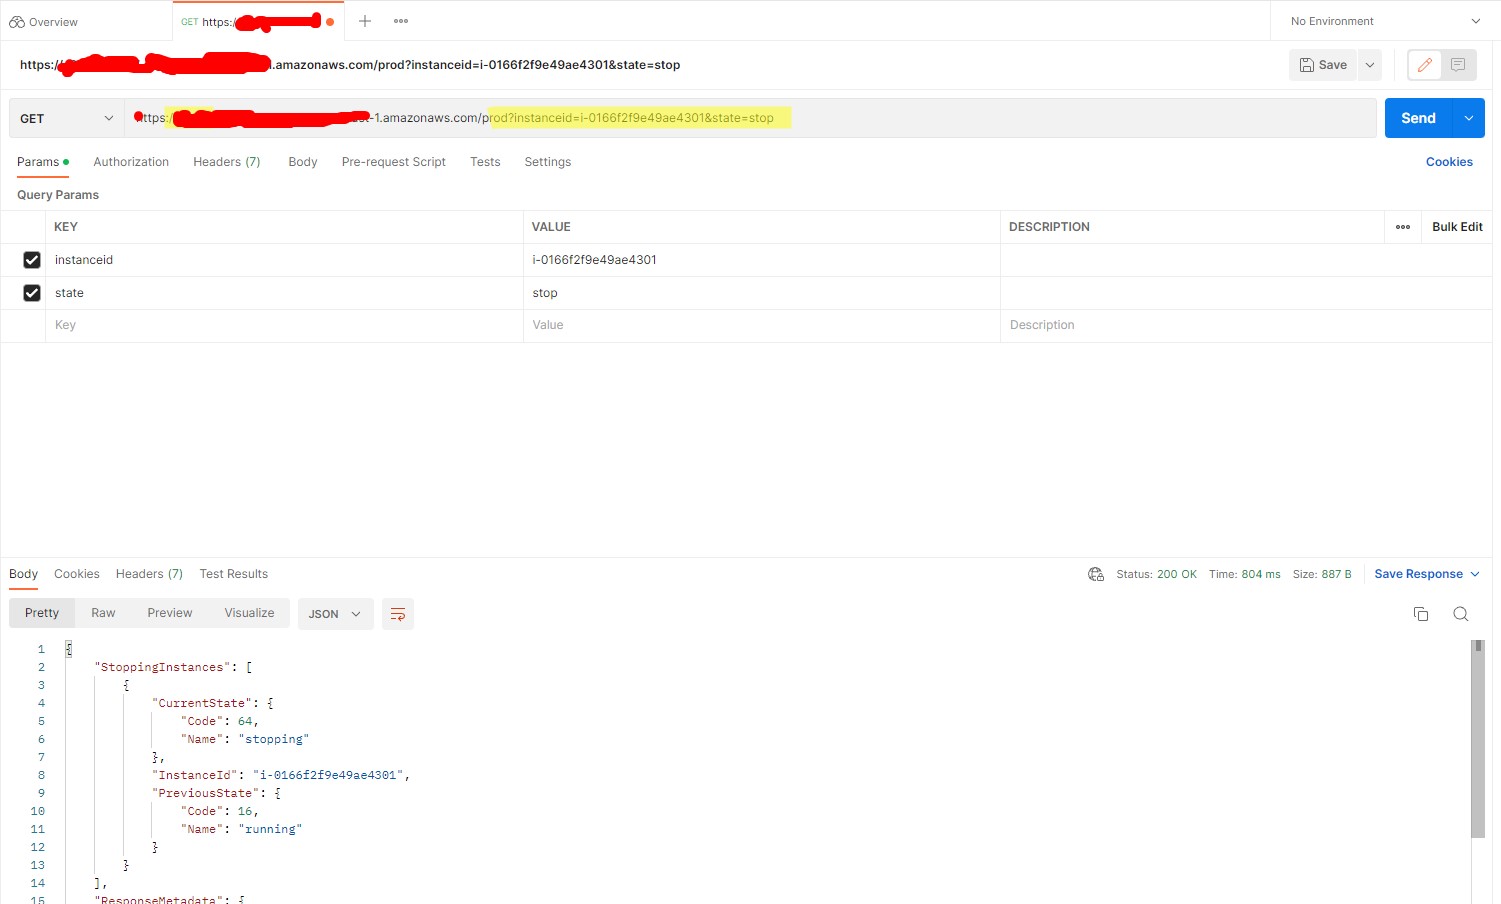 Overview
GET https:/
No Environment
https:/ .amazonaws.com/prod?instanceid=i-0166f2f9e49ae4301&state=stop
Save
GET
https: -1.amazonaws.com/prod?instanceid=i-0166f2f9e49ae4301&state=stop
Send
Params Authorization Headers (7) Body Pre-request Script Tests Settings Cookies
Query Params
KEY VALUE DESCRIPTION Bulk Edit
instanceid i-0166f2f9e49ae4301
state stop
Key Value Description
Body Cookies Headers (7) Test Results Status: 200 OK Time: 804 ms Size: 887 B Save Response
Pretty Raw Preview Visualize JSON
1 {
2 "StoppingInstances": [
3 {
4 "CurrentState": {
5 "Code": 64,
6 "Name": "stopping"
7 },
8 "InstanceId": "i-0166f2f9e49ae4301",
9 "PreviousState": {
10 "Code": 16,
11 "Name": "running"
12 }
13 }
14 ],
15 "ResponseMetadata": {